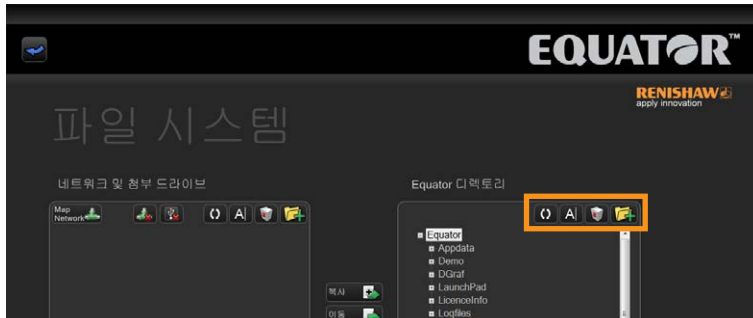 EQUATOR™
RENISHAW
apply innovation
파일 시스템
네트워크 및 첨부 드라이브
Map
Network
A|
Equator 디렉토리
A|
Equator
Appdata
Demo
DGraf
LaunchPad
LicenceInfo
Logfiles
복사
이동